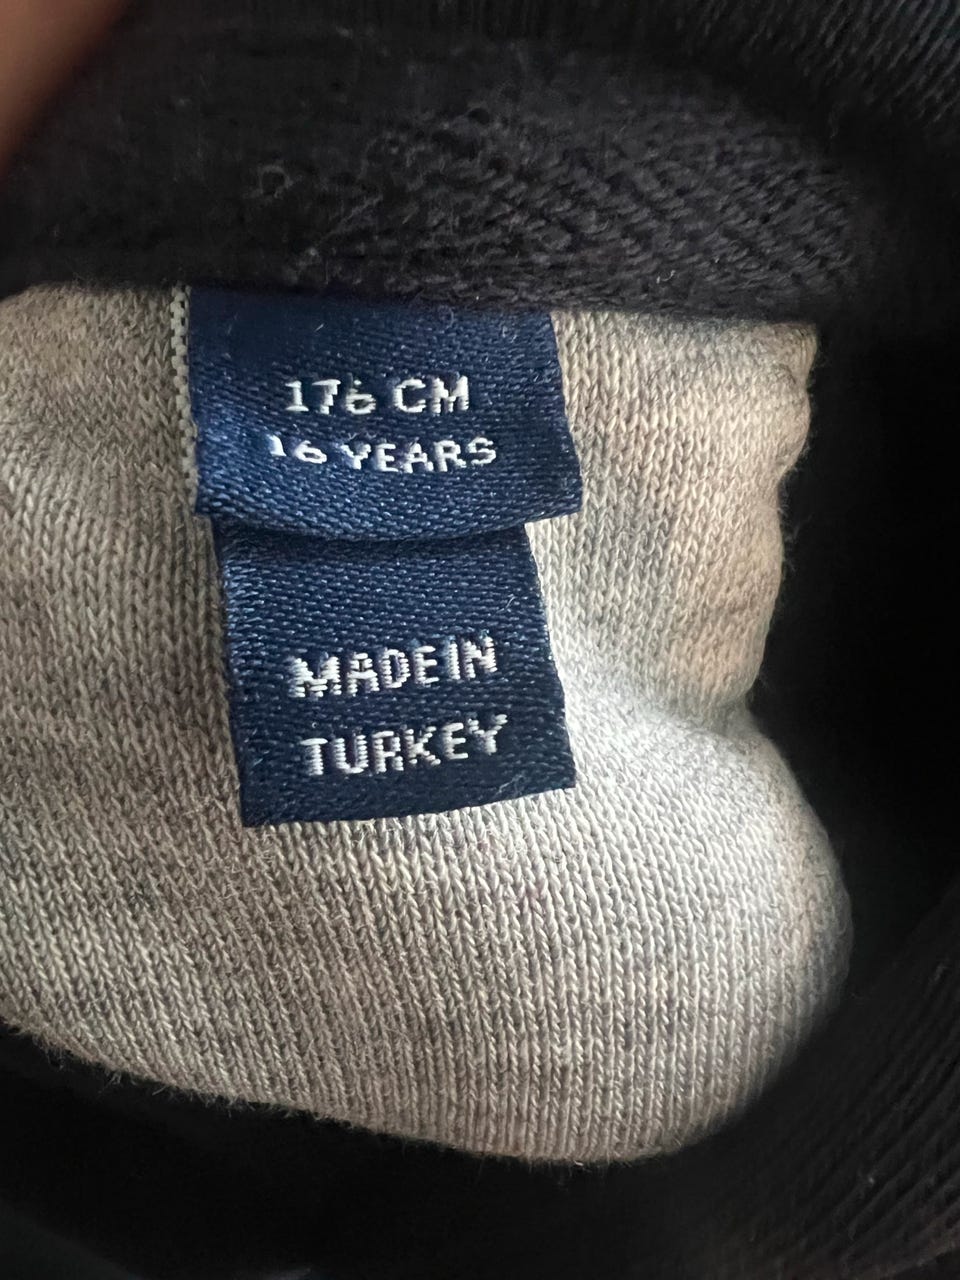 176 CM
16 YEARS
MADE IN
TURKEY